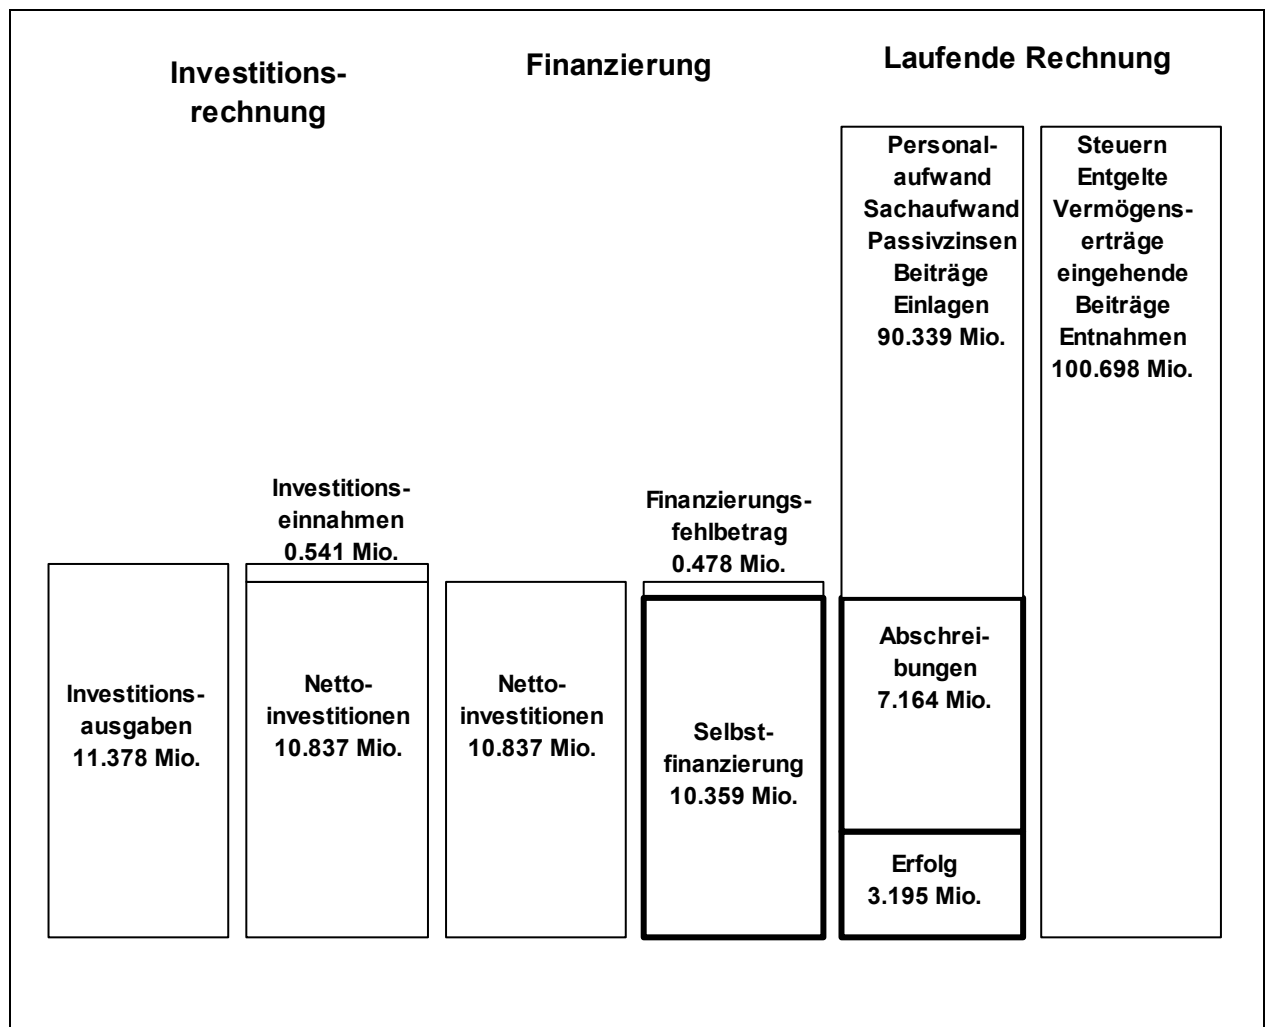 Investitions-
rechnung
Finanzierung
Laufende Rechnung
Investitions-
ausgaben
11.378 Mio.
Investitions-
einnahmen
0.541 Mio.
Netto-
investitionen
10.837 Mio.
Netto-
investitionen
10.837 Mio.
Finanzierungs-
fehlbetrag
0.478 Mio.
Selbst-
finanzierung
10.359 Mio.
Personal-
aufwand
Sachaufwand
Passivzinsen
Beiträge
Einlagen
90.339 Mio.
Abschrei-
bungen
7.164 Mio.
Erfolg
3.195 Mio.
Steuern
Entgelte
Vermögens-
erträge
eingehende
Beiträge
Entnahmen
100.698 Mio.